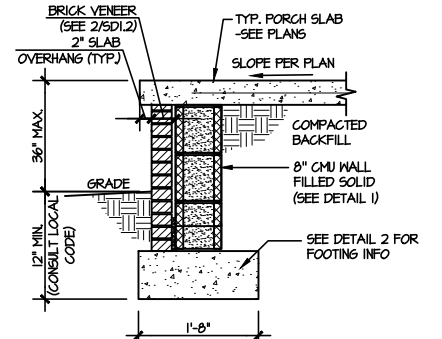 BRICK VENEER
(SEE 2/SD1.2)
2" SLAB
OVERHANG (TYP.)
TYP. PORCH SLAB
-SEE PLANS
SLOPE PER PLAN
36" MAX.
COMPACTED
BACKFILL
8" CMU WALL
FILLED SOLID
(SEE DETAIL 1)
GRADE
12" MIN.
(CONSULT LOCAL
CODE)
SEE DETAIL 2 FOR
FOOTING INFO
1'-8"